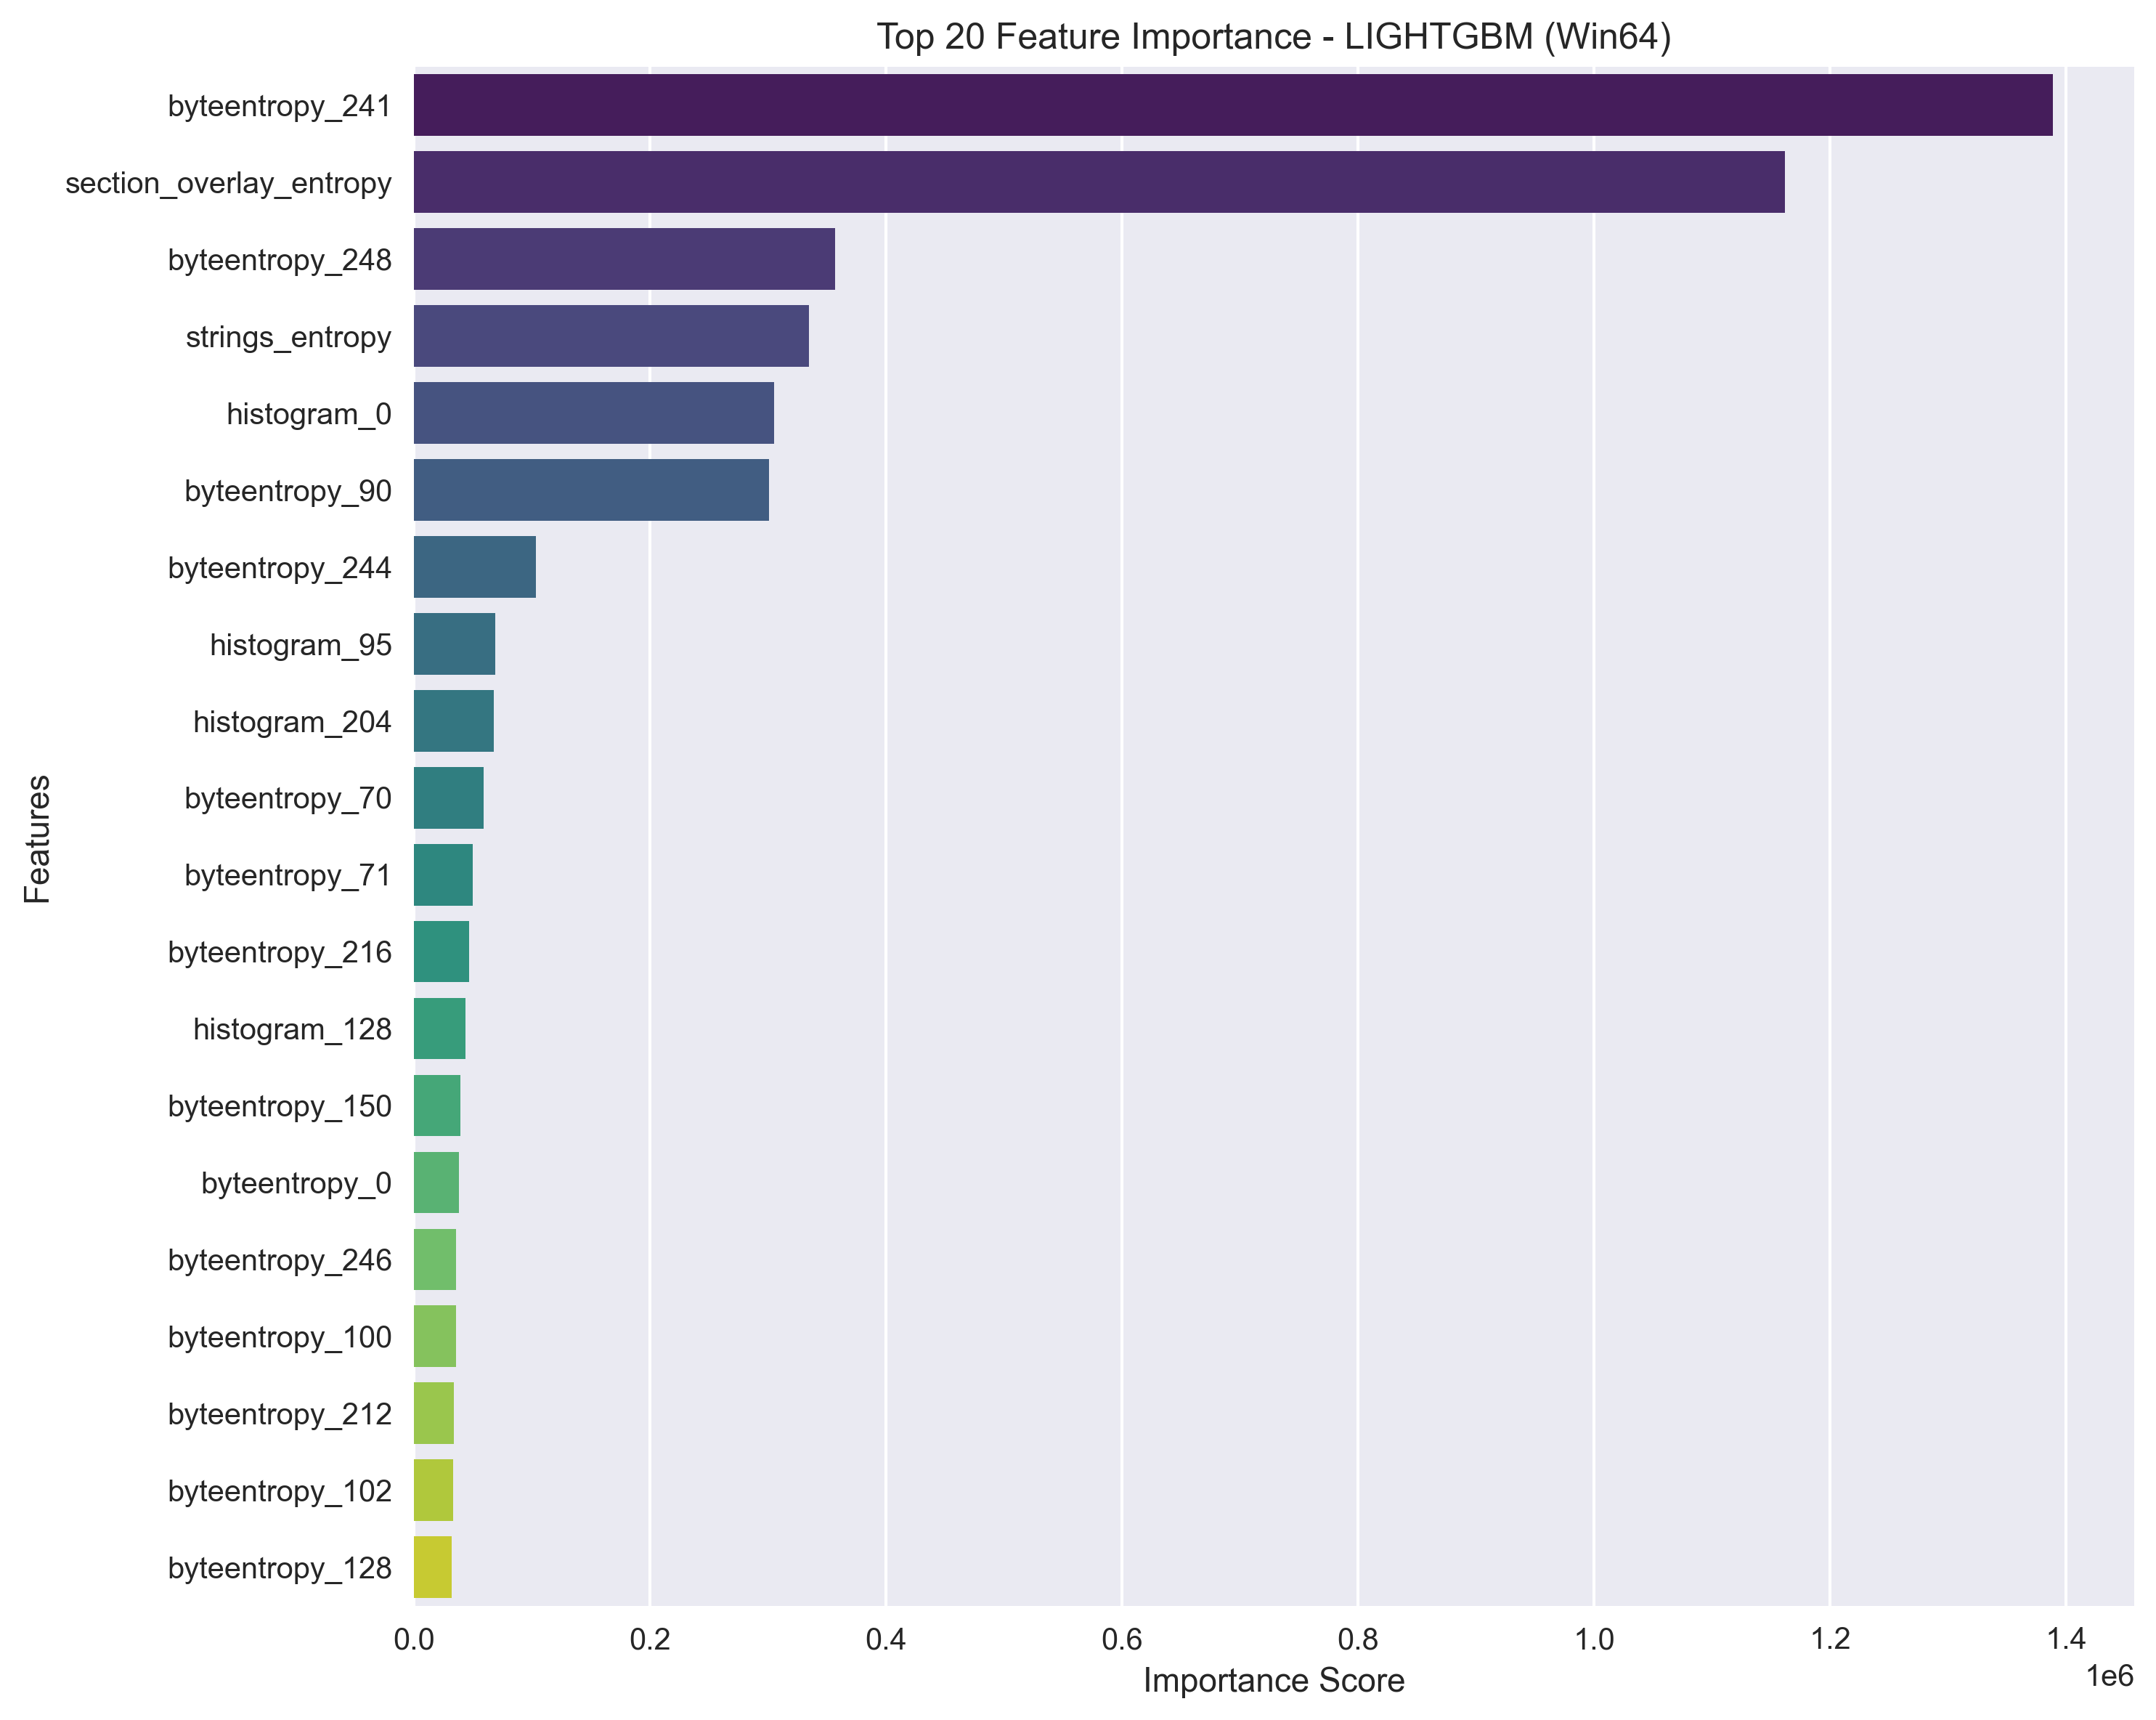 Top 20 Feature Importance - LIGHTGBM (Win64)
Features
byteentropy_241
section_overlay_entropy
byteentropy_248
strings_entropy
histogram_0
byteentropy_90
byteentropy_244
histogram_95
histogram_204
byteentropy_70
byteentropy_71
byteentropy_216
histogram_128
byteentropy_150
byteentropy_0
byteentropy_246
byteentropy_100
byteentropy_212
byteentropy_102
byteentropy_128
0.0 0.2 0.4 0.6 0.8 1.0 1.2 1.4
1e6
Importance Score